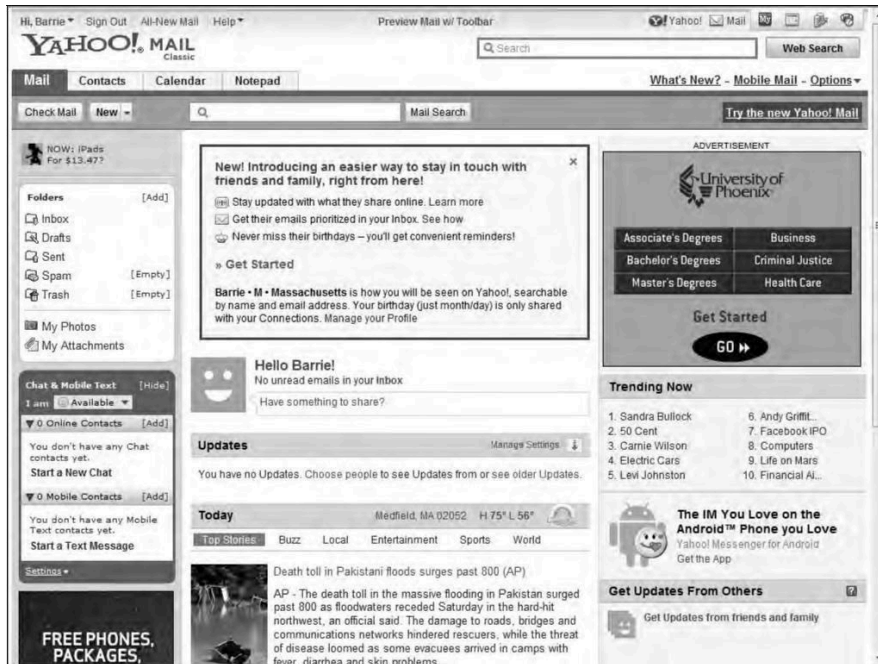 Hi, Barrie Sign Out All-New Mail Help Preview Mail w/ Toolbar Yahoo! Mail My
YAHOO! MAIL
Classic
Search Web Search
Mail Contacts Calendar Notepad What's New? - Mobile Mail - Options
Check Mail New Mail Search Try the new Yahoo! Mail
NOW: iPads
For $13.47?
Folders [Add]
Inbox
Drafts
Sent
Spam [Empty]
Trash [Empty]
My Photos
My Attachments
Chat & Mobile Text [Hide]
I am Available
0 Online Contacts [Add]
You don't have any Chat
contacts yet.
Start a New Chat
0 Mobile Contacts [Add]
You don't have any Mobile
Text contacts yet.
Start a Text Message
Settings
FREE PHONES,
PACKAGES,
New! Introducing an easier way to stay in touch with
friends and family, right from here!
Stay updated with what they share online. Learn more
Get their emails prioritized in your Inbox. See how
Never miss their birthdays – you'll get convenient reminders!
» Get Started
Barrie • M • Massachusetts is how you will be seen on Yahoo!, searchable
by name and email address. Your birthday (just month/day) is only shared
with your Connections. Manage your Profile
Hello Barrie!
No unread emails in your Inbox
Have something to share?
Updates Manage Settings
You have no Updates. Choose people to see Updates from or see older Updates.
Today Medfield, MA 02052 H 75° L 56°
Top Stories Buzz Local Entertainment Sports World
Death toll in Pakistani floods surges past 800 (AP)
AP - The death toll in the massive flooding in Pakistan surged
past 800 as floodwaters receded Saturday in the hard-hit
northwest, an official said. The damage to roads, bridges and
communications networks hindered rescuers, while the threat
of disease loomed as some evacuees arrived in camps with
fever, diarrhea and skin problems.
ADVERTISEMENT
University of
Phoenix
Associate's Degrees Business
Bachelor's Degrees Criminal Justice
Master's Degrees Health Care
Get Started
GO
Trending Now
1. Sandra Bullock 6. Andy Griffit...
2. 50 Cent 7. Facebook IPO
3. Carnie Wilson 8. Computers
4. Electric Cars 9. Life on Mars
5. Levi Johnston 10. Financial Ai...
The IM You Love on the
Android™ Phone you Love
Yahoo! Messenger for Android
Get the App
Get Updates From Others ?
Get Updates from friends and family